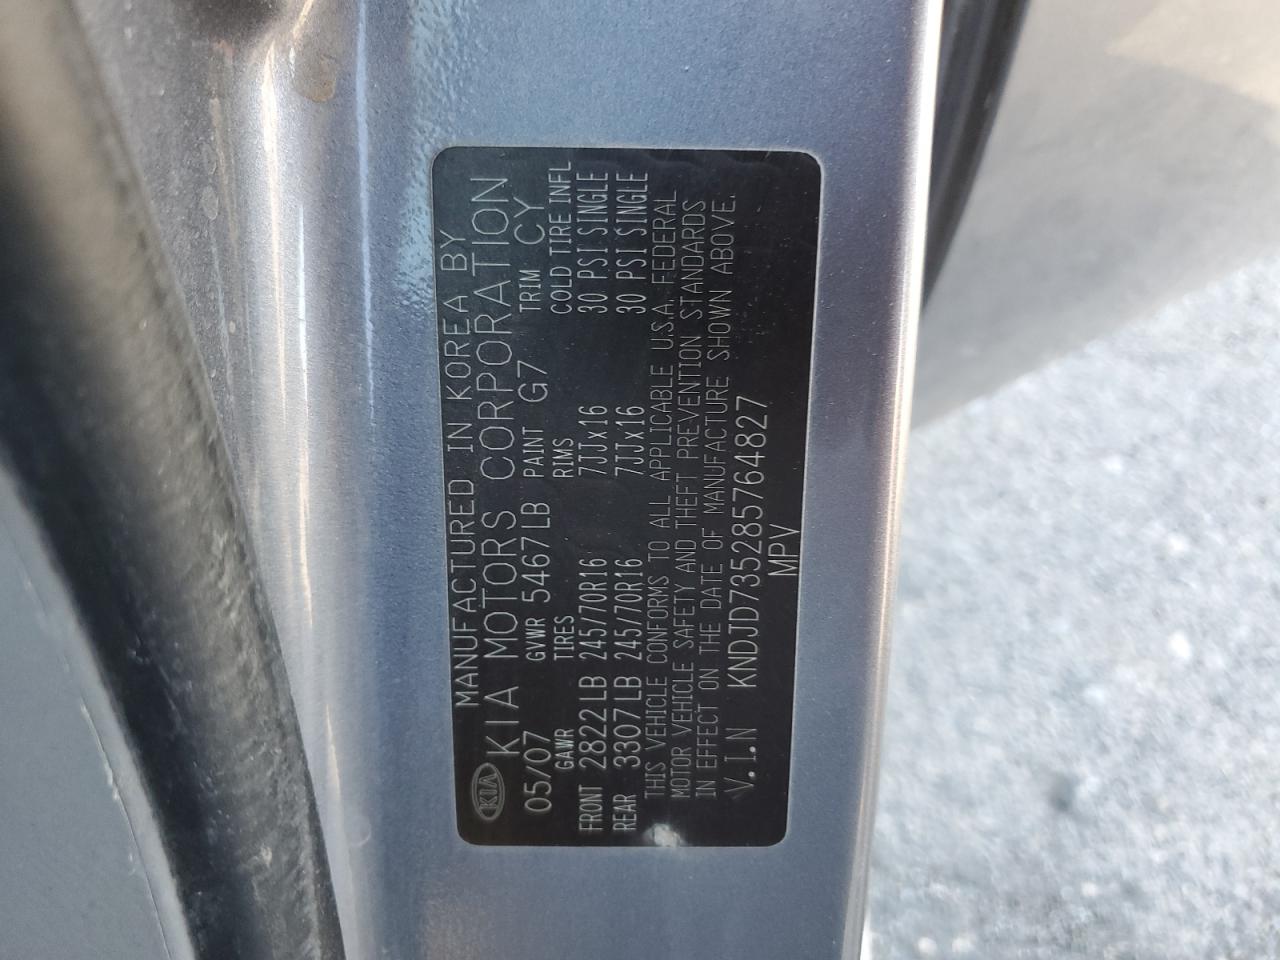 MANUFACTURED IN KOREA BY
KIA KIA MOTORS CORPORATION
05/07 GVWR 5467LB PAINT G7 TRIM CY
GAWR TIRES RIMS COLD TIRE INFL
FRONT 2822LB 245/70R16 7JJx16 30 PSI SINGLE
REAR 3307LB 245/70R16 7JJx16 30 PSI SINGLE
THIS VEHICLE CONFORMS TO ALL APPLICABLE U.S.A. FEDERAL
MOTOR VEHICLE SAFETY AND THEFT PREVENTION STANDARDS
IN EFFECT ON THE DATE OF MANUFACTURE SHOWN ABOVE.
V.I.N KNDJD735285764827
MPV